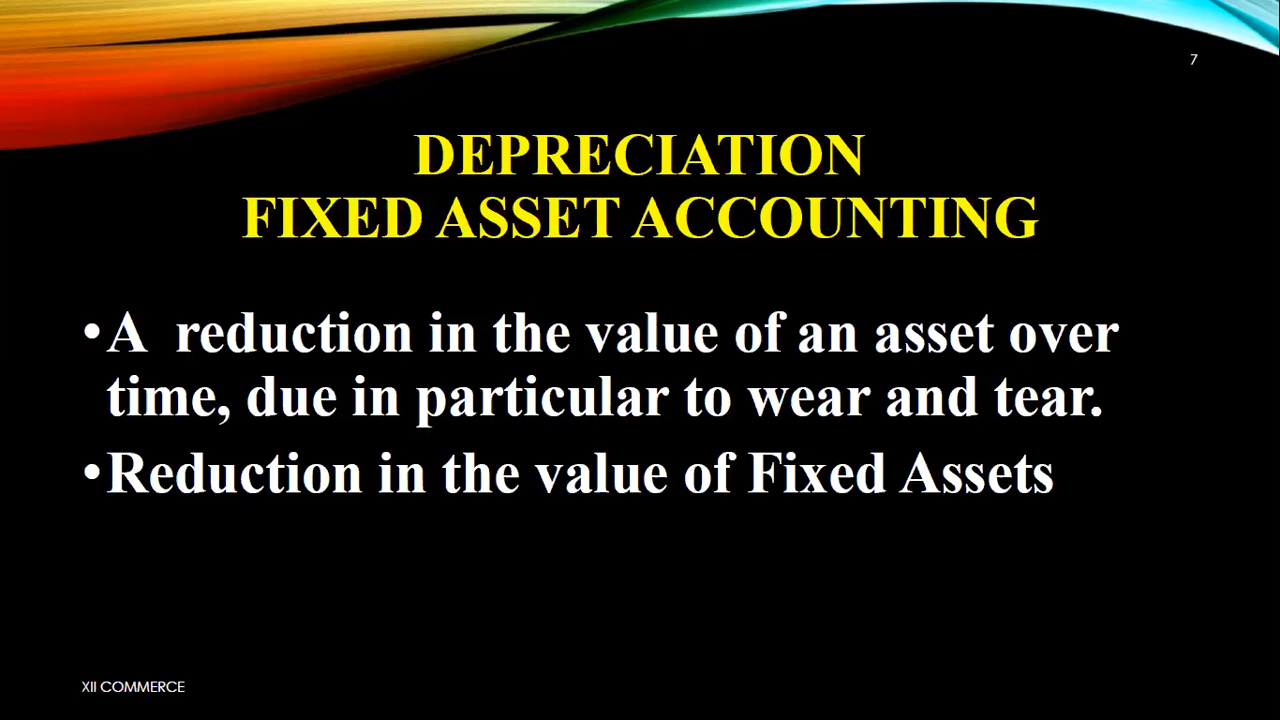 7
DEPRECIATION
FIXED ASSET ACCOUNTING
•A  reduction in the value of an asset over
time, due in particular to wear and tear.
•Reduction in the value of Fixed Assets
XII COMMERCE